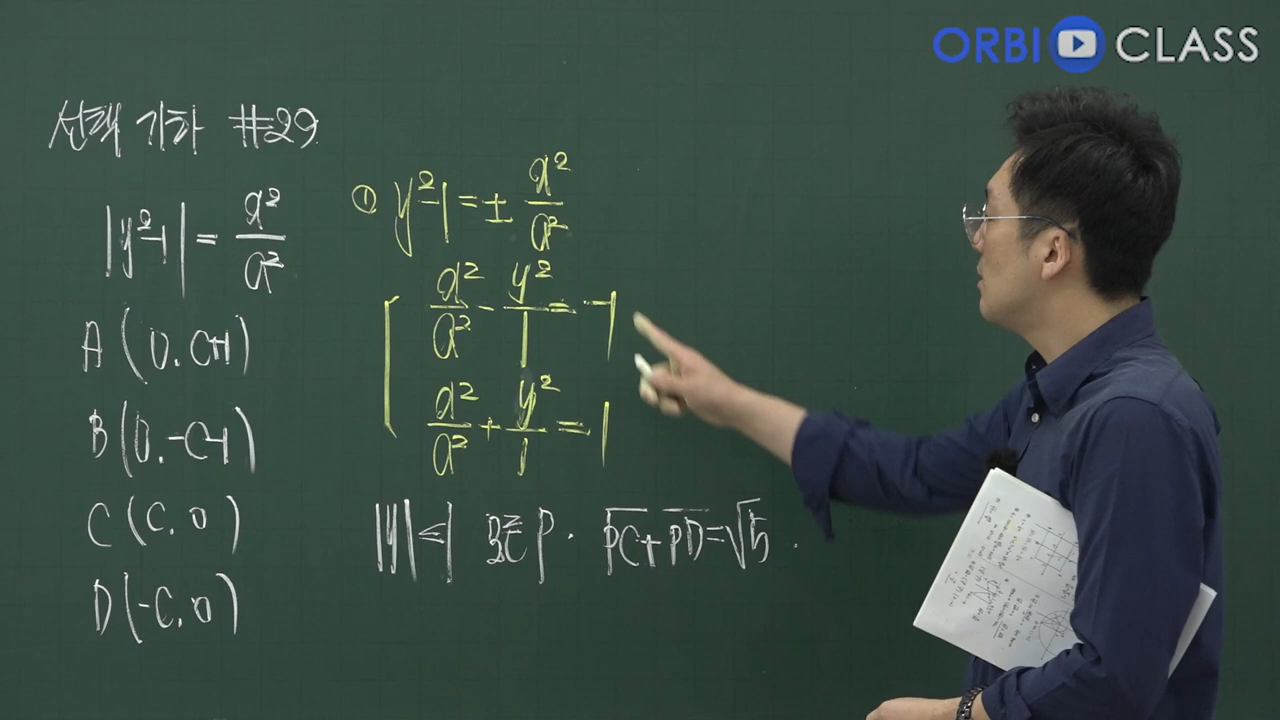 ORBI CLASS
선택 기하 #29
|y²-1| = x²/a²
A(0, c+1)
B(0, -c-1)
C(c, 0)
D(-c, 0)
① y²-1 = ± x²/a²
x²/a² - y²/1 = -1
x²/a² + y²/1 = 1
|y|≤1 모든 P. PC+PD=√5.